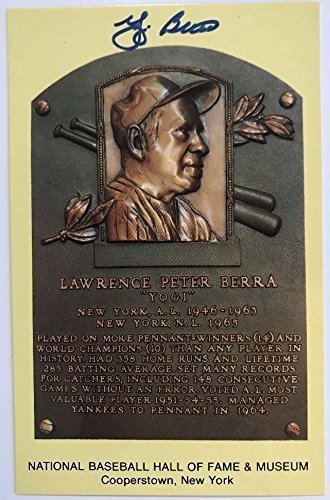 Y. Berra
LAWRENCE PETER BERRA
"YOGI"
NEW YORK, A.L. 1946-1963
NEW YORK, N.L. 1965
PLAYED ON MORE PENNANT-WINNERS (14) AND
WORLD CHAMPIONS (10) THAN ANY PLAYER IN
HISTORY. HAD 358 HOME RUNS AND LIFETIME
.285 BATTING AVERAGE. SET MANY RECORDS
FOR CATCHERS, INCLUDING 148 CONSECUTIVE
GAMES WITHOUT AN ERROR. VOTED A.L. MOST
VALUABLE PLAYER 1951-54-55. MANAGED
YANKEES TO PENNANT IN 1964.
NATIONAL BASEBALL HALL OF FAME & MUSEUM
Cooperstown, New York